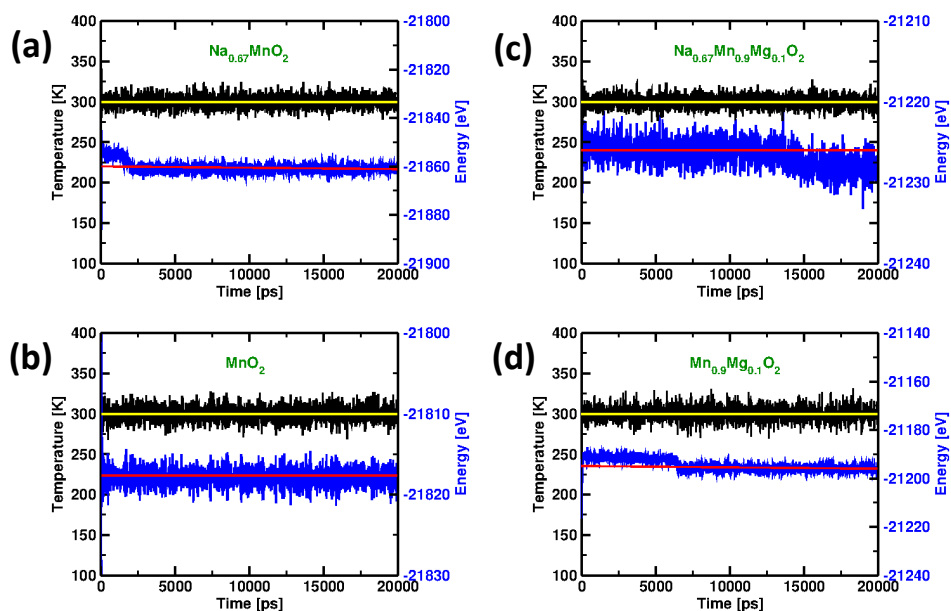 (a)
Na0.67MnO2
400
350
300
250
200
150
100
Temperature [K]
-21800
-21820
-21840
-21860
-21880
-21900
Energy [eV]
0 5000 10000 15000 20000
Time [ps]
(c)
Na0.67Mn0.9Mg0.1O2
400
350
300
250
200
150
100
Temperature [K]
-21210
-21220
-21230
-21240
Energy [eV]
0 5000 10000 15000 20000
Time [ps]
(b)
MnO2
400
350
300
250
200
150
100
Temperature [K]
-21800
-21810
-21820
-21830
Energy [eV]
0 5000 10000 15000 20000
Time [ps]
(d)
Mn0.9Mg0.1O2
400
350
300
250
200
150
100
Temperature [K]
-21140
-21160
-21180
-21200
-21220
-21240
Energy [eV]
0 5000 10000 15000 20000
Time [ps]